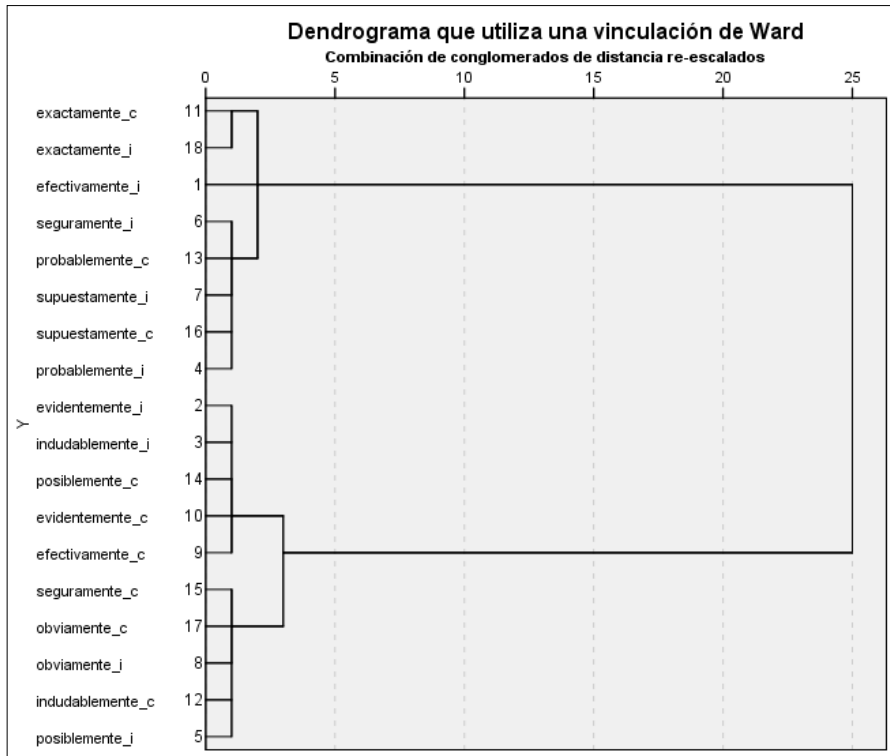 Dendrograma que utiliza una vinculación de Ward
Combinación de conglomerados de distancia re-escalados
0 5 10 15 20 25
exactamente_c 11
exactamente_i 18
efectivamente_i 1
seguramente_i 6
probablemente_c 13
supuestamente_i 7
supuestamente_c 16
probablemente_i 4
evidentemente_i 2
Y
indudablemente_i 3
posiblemente_c 14
evidentemente_c 10
efectivamente_c 9
seguramente_c 15
obviamente_c 17
obviamente_i 8
indudablemente_c 12
posiblemente_i 5